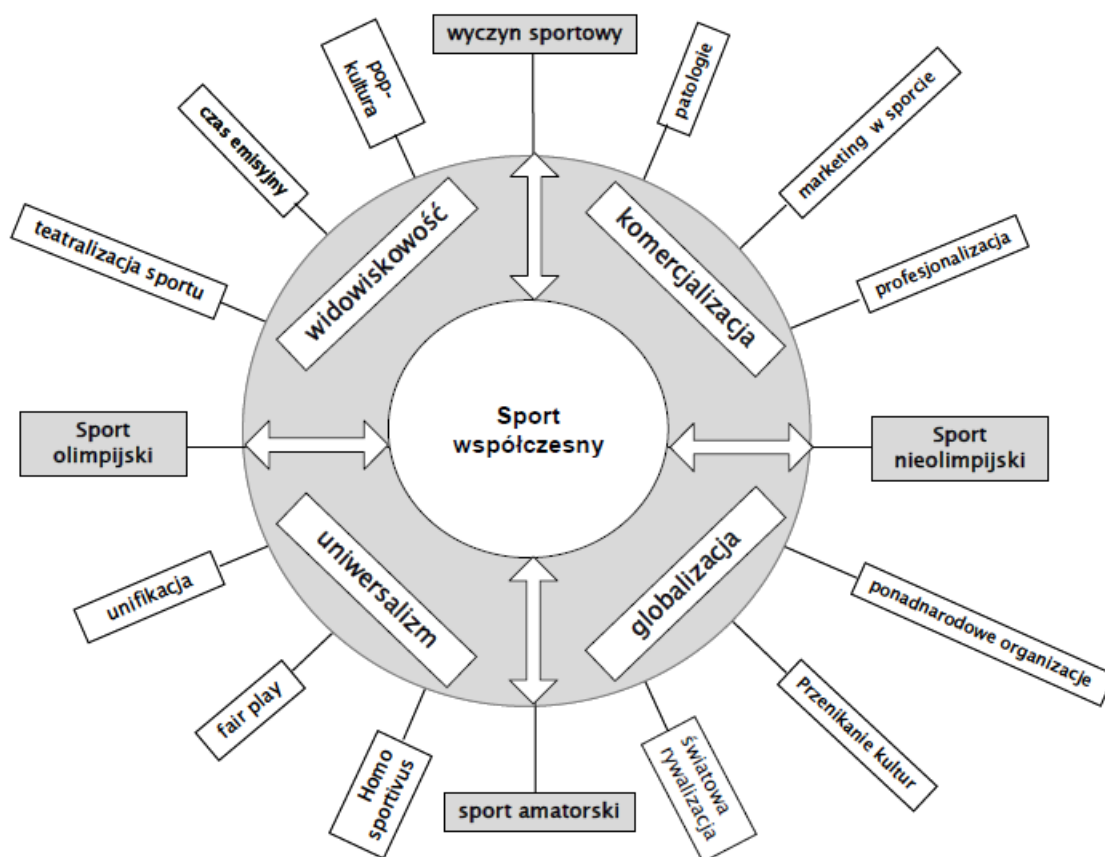 wyczyn sportowy
pop-
kultura
patologie
czas emisyjny
marketing w sporcie
teatralizacja sportu
profesjonalizacja
widowiskowość
komercjalizacja
Sport
olimpijski
Sport
współczesny
Sport
nieolimpijski
uniwersalizm
globalizacja
unifikacja
ponadnarodowe organizacje
fair play
Przenikanie kultur
Homo
sportivus
sport amatorski
światowa
rywalizacja